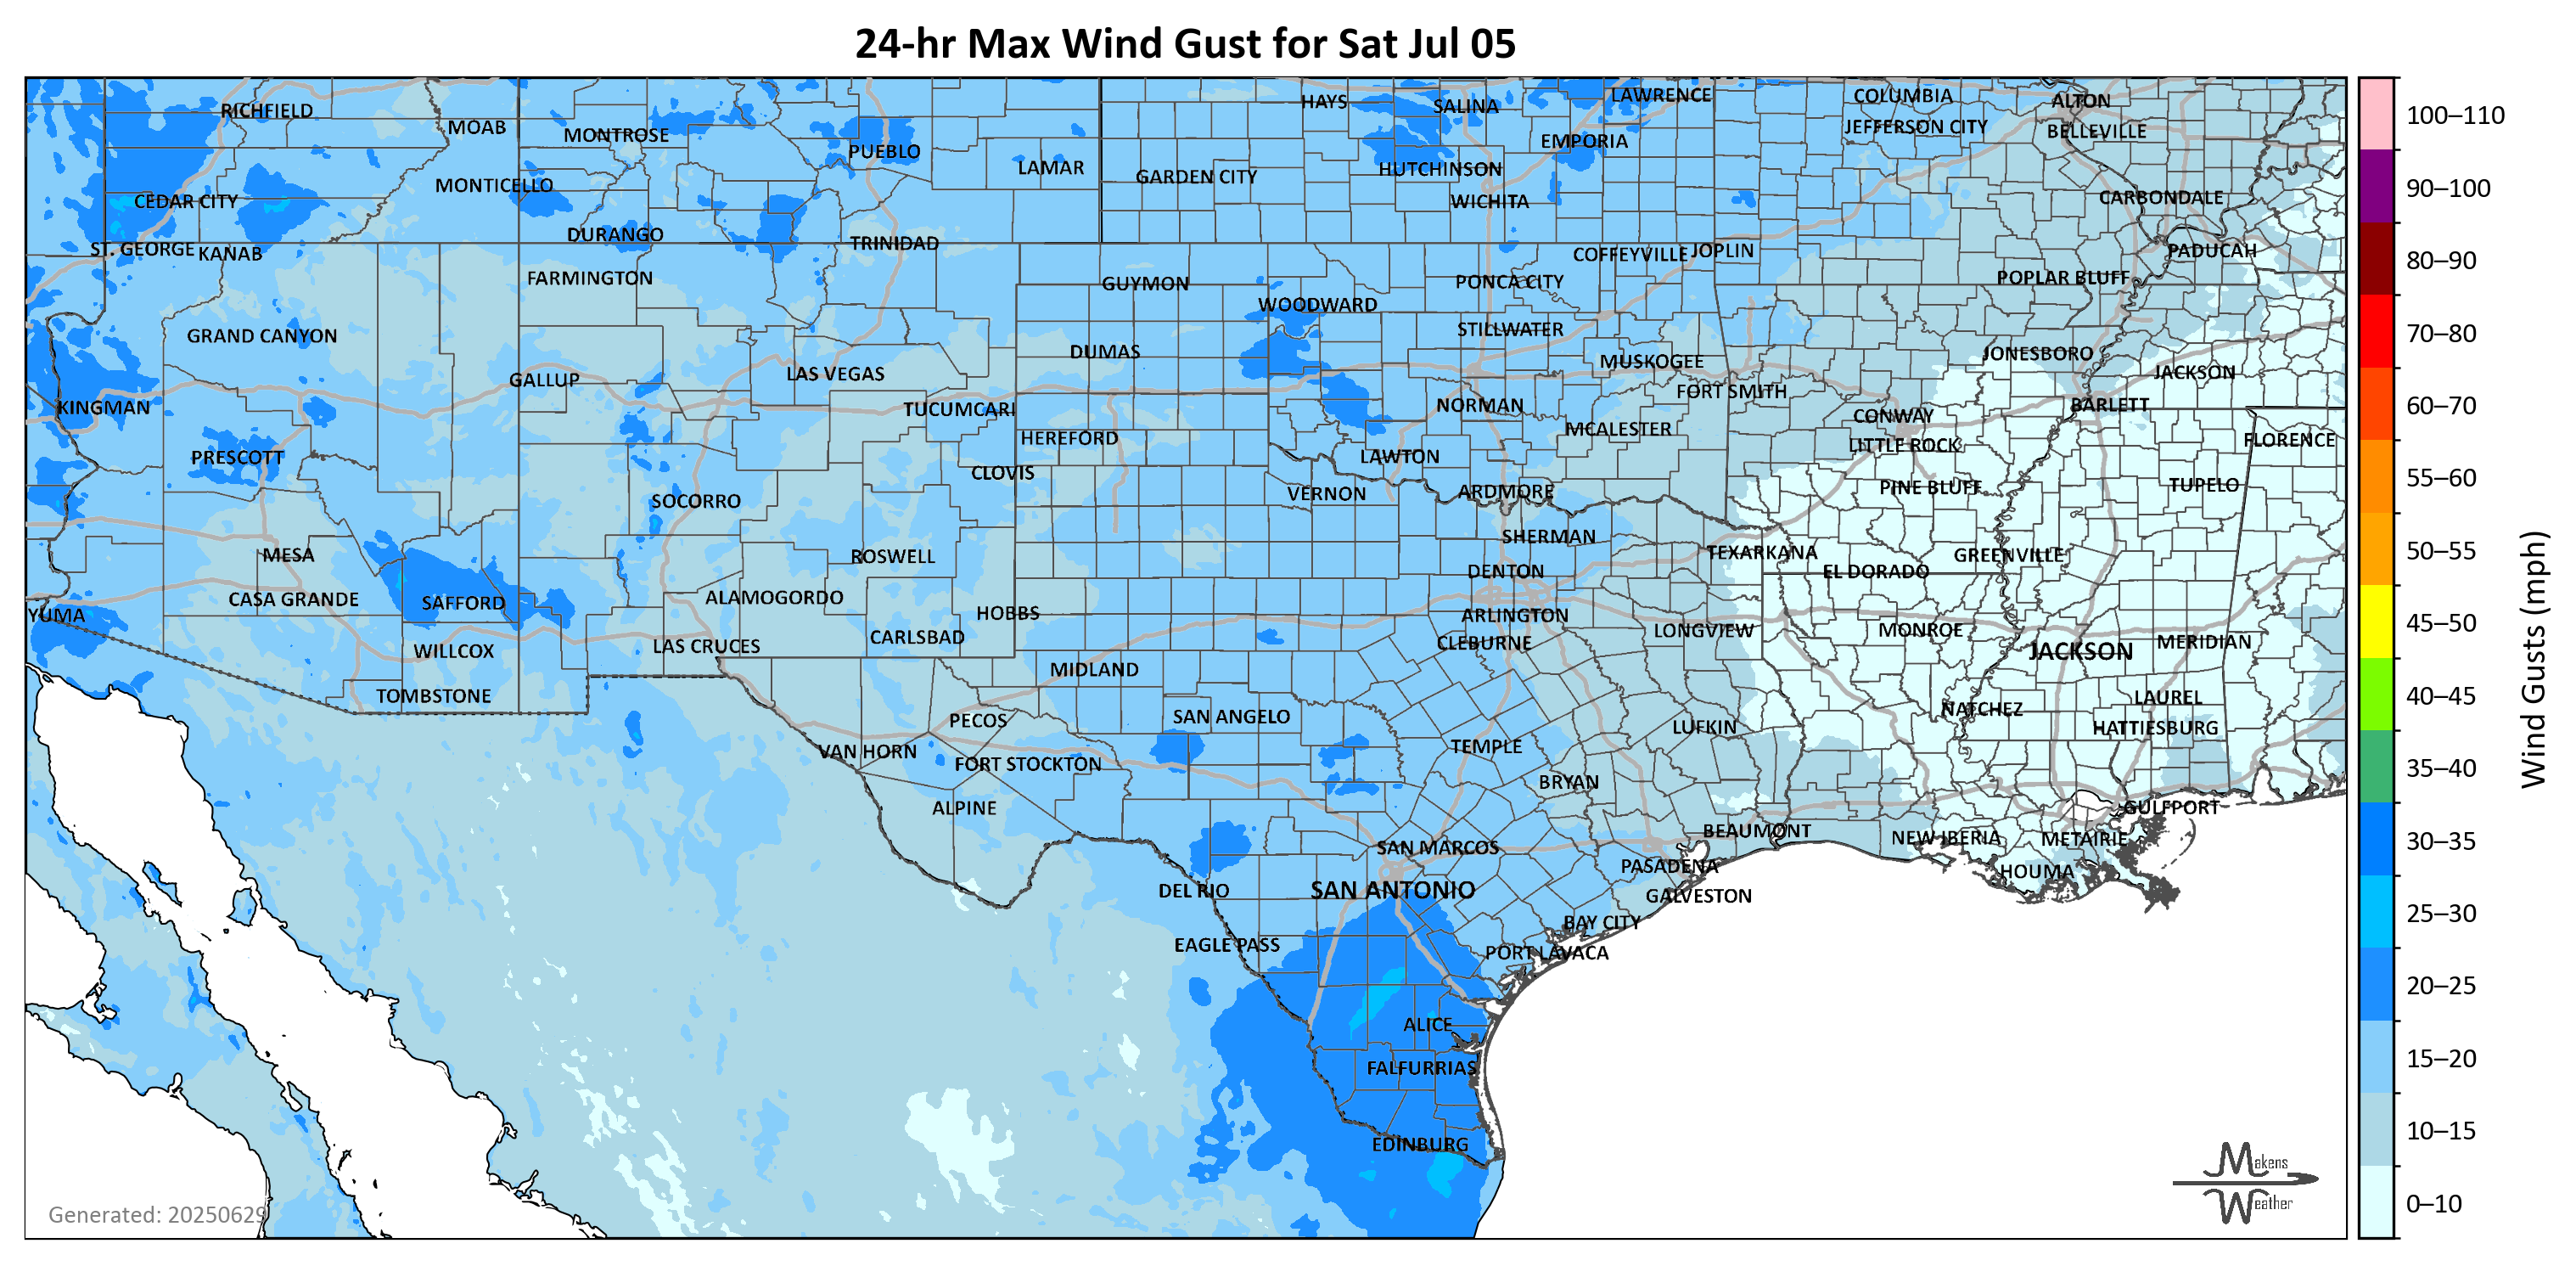 24-hr Max Wind Gust for Sat Jul 05
RICHFIELD
MOAB
MONTROSE
PUEBLO
LAMAR
HAYS
SALINA
LAWRENCE
COLUMBIA
ALTON
JEFFERSON CITY
BELLEVILLE
EMPORIA
HUTCHINSON
GARDEN CITY
MONTICELLO
CEDAR CITY
WICHITA
CARBONDALE
ST. GEORGE
KANAB
DURANGO
TRINIDAD
COFFEYVILLE
JOPLIN
PADUCAH
FARMINGTON
GUYMON
PONCA CITY
POPLAR BLUFF
WOODWARD
GRAND CANYON
STILLWATER
DUMAS
MUSKOGEE
JONESBORO
GALLUP
LAS VEGAS
FORT SMITH
JACKSON
KINGMAN
TUCUMCARI
NORMAN
CONWAY
BARLETT
HEREFORD
MCALESTER
LITTLE ROCK
FLORENCE
PRESCOTT
CLOVIS
LAWTON
SOCORRO
VERNON
ARDMORE
PINE BLUFF
TUPELO
MESA
ROSWELL
SHERMAN
TEXARKANA
GREENVILLE
DENTON
EL DORADO
CASA GRANDE
SAFFORD
ALAMOGORDO
HOBBS
YUMA
ARLINGTON
LONGVIEW
MONROE
WILLCOX
LAS CRUCES
CARLSBAD
CLEBURNE
JACKSON
MERIDIAN
MIDLAND
TOMBSTONE
PECOS
SAN ANGELO
LUFKIN
NATCHEZ
LAUREL
HATTIESBURG
VAN HORN
FORT STOCKTON
TEMPLE
BRYAN
ALPINE
GULFPORT
BEAUMONT
NEW IBERIA
METAIRIE
SAN MARCOS
PASADENA
HOUMA
DEL RIO
SAN ANTONIO
GALVESTON
BAY CITY
EAGLE PASS
PORT LAVACA
ALICE
FALFURRIAS
EDINBURG
Generated: 20250629
Makens
Weather
100–110
90–100
80–90
70–80
60–70
55–60
50–55
45–50
40–45
35–40
30–35
25–30
20–25
15–20
10–15
0–10
Wind Gusts (mph)